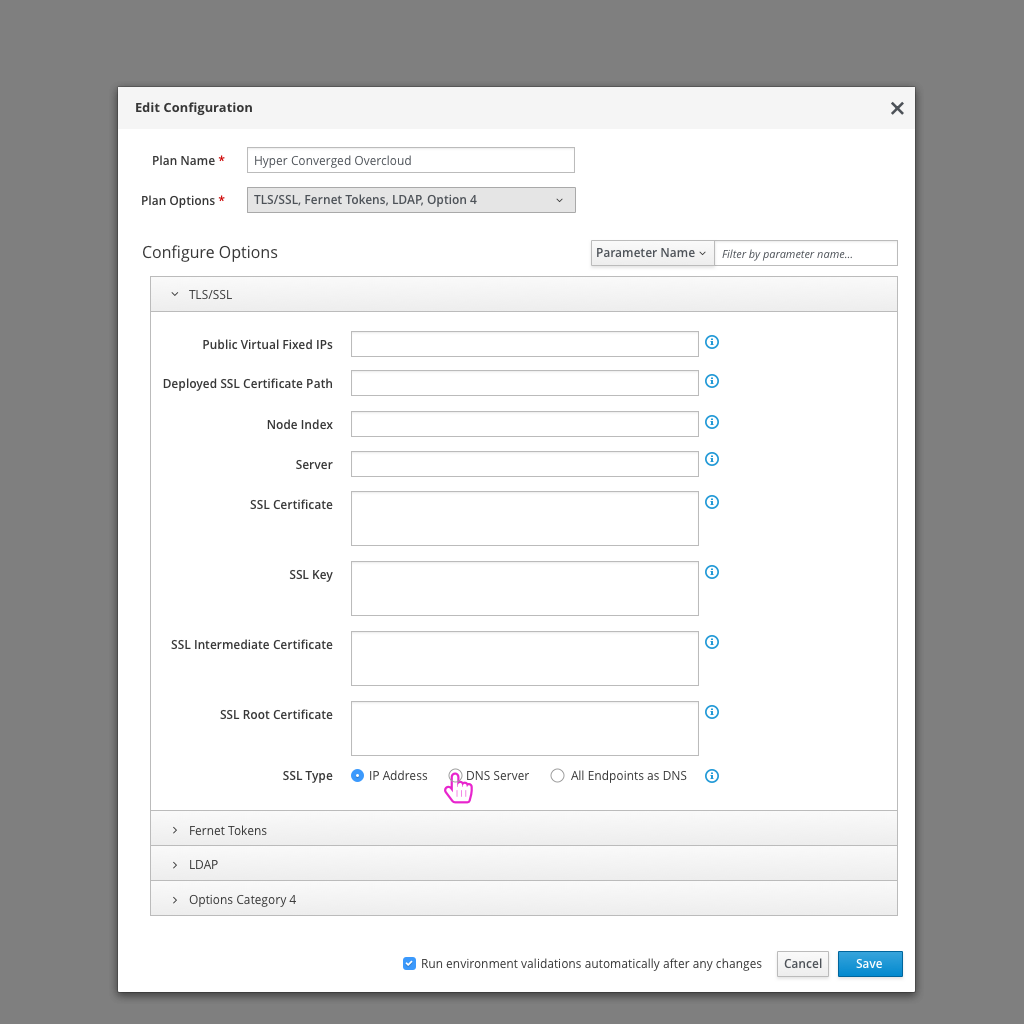 Edit Configuration
Plan Name *
Hyper Converged Overcloud
Plan Options *
TLS/SSL, Fernet Tokens, LDAP, Option 4
Configure Options
Parameter Name
Filter by parameter name...
TLS/SSL
Public Virtual Fixed IPs
Deployed SSL Certificate Path
Node Index
Server
SSL Certificate
SSL Key
SSL Intermediate Certificate
SSL Root Certificate
SSL Type
IP Address
DNS Server
All Endpoints as DNS
Fernet Tokens
LDAP
Options Category 4
Run environment validations automatically after any changes
Cancel
Save